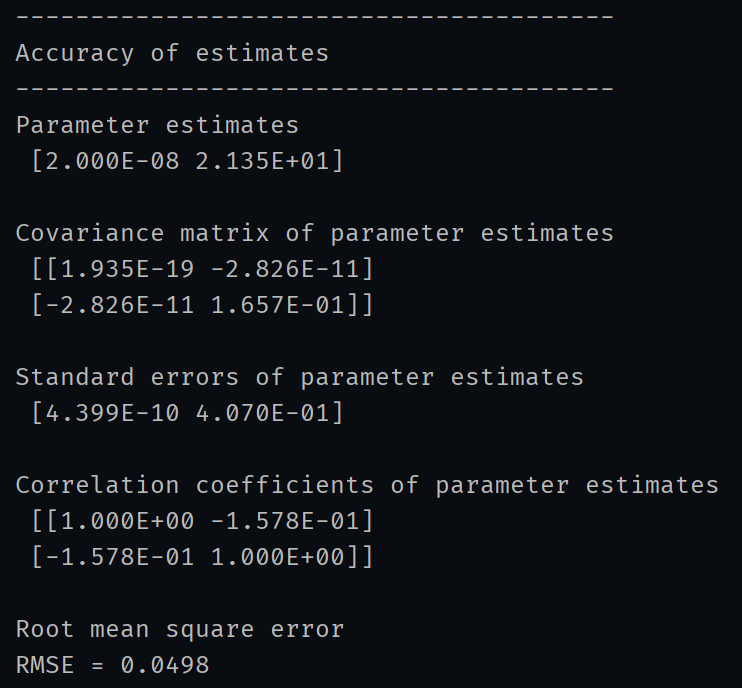 ----------------------------------------
Accuracy of estimates
----------------------------------------
Parameter estimates
[2.000E-08 2.135E+01]
Covariance matrix of parameter estimates
[[1.935E-19 -2.826E-11]
[-2.826E-11 1.657E-01]]
Standard errors of parameter estimates
[4.399E-10 4.070E-01]
Correlation coefficients of parameter estimates
[[1.000E+00 -1.578E-01]
[-1.578E-01 1.000E+00]]
Root mean square error
RMSE = 0.0498